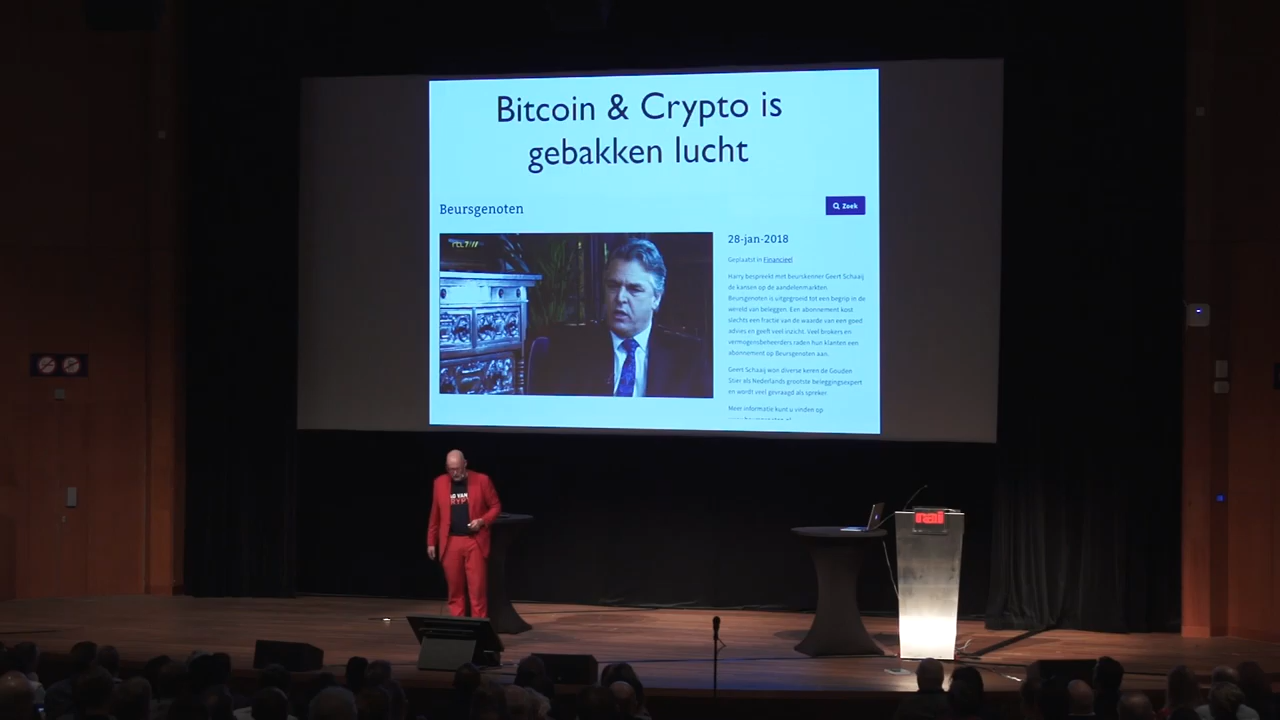 Bitcoin & Crypto is
gebakken lucht
Beursgenoten
Zoek
28-jan-2018
Geplaatst in Financieel
Harry bespreekt met beurskenner Geert Schaaij
de kansen op de aandelenmarkten.
Beursgenoten is uitgegroeid tot een begrip in de
wereld van beleggen. Een abonnement kost
slechts een fractie van de waarde van een goed
advies en geeft veel inzicht. Veel brokers en
vermogensbeheerders raden hun klanten een
abonnement op Beursgenoten aan.
Geert Schaaij won diverse keren de Gouden
Stier als Nederlands grootste beleggingsexpert
en wordt veel gevraagd als spreker
Meer informatie kunt u vinden op
rai